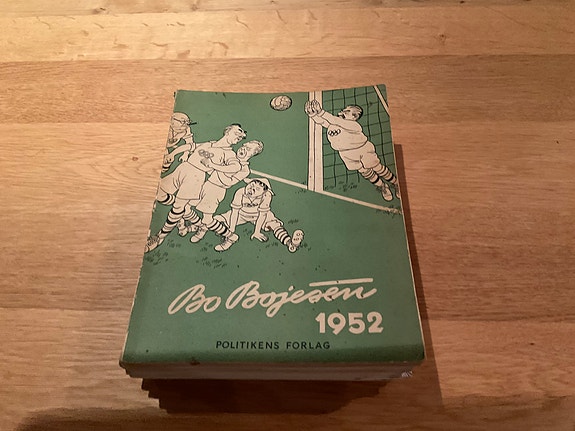 Bo Bojesen
1952
POLITIKENS FORLAG